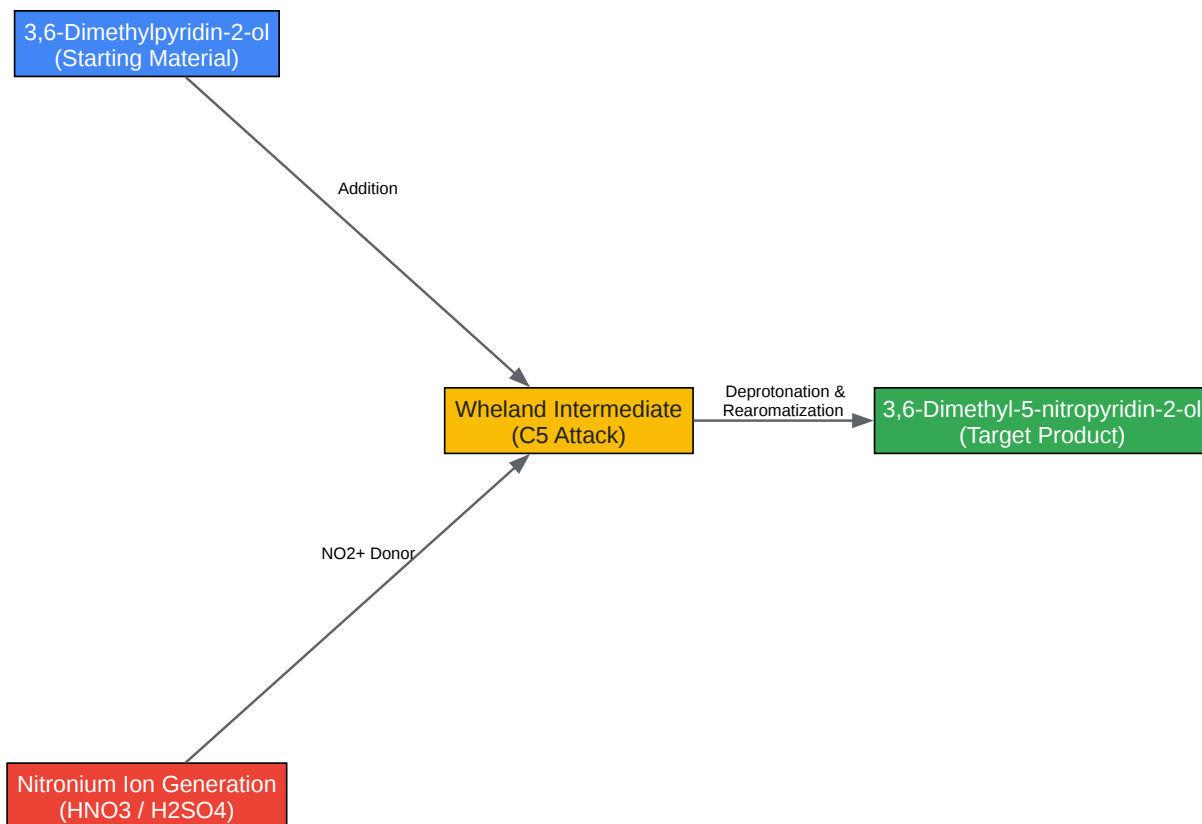 3,6-Dimethylpyridin-2-ol
(Starting Material)
Addition
Wheland Intermediate
(C5 Attack)
Deprotonation &
Rearomatization
3,6-Dimethyl-5-nitropyridin-2-ol
(Target Product)
NO2+ Donor
Nitronium Ion Generation
(HNO3 / H2SO4)